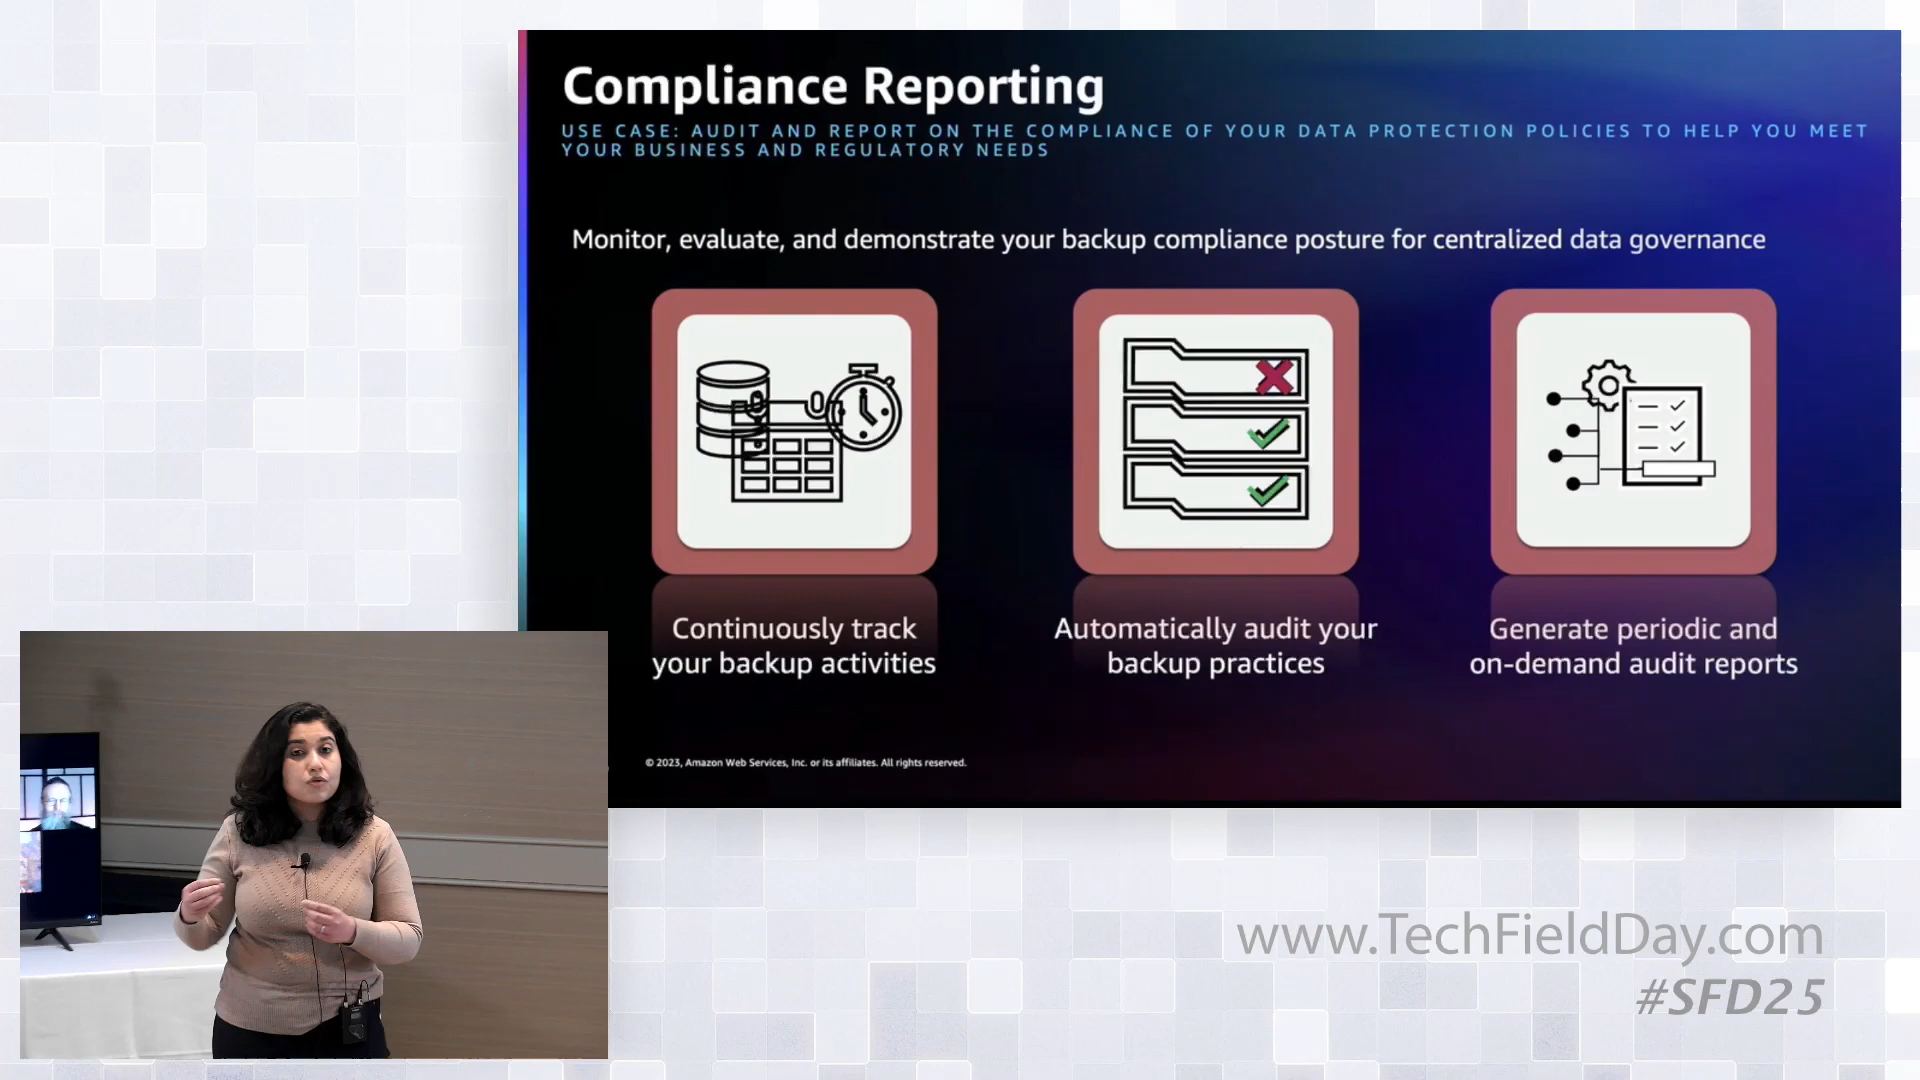 Compliance Reporting
USE CASE: AUDIT AND REPORT ON THE COMPLIANCE OF YOUR DATA PROTECTION POLICIES TO HELP YOU MEET
YOUR BUSINESS AND REGULATORY NEEDS
Monitor, evaluate, and demonstrate your backup compliance posture for centralized data governance
Continuously track
your backup activities
Automatically audit your
backup practices
Generate periodic and
on-demand audit reports
© 2023, Amazon Web Services, Inc. or its affiliates. All rights reserved.
www.TechFieldDay.com
#SFD25